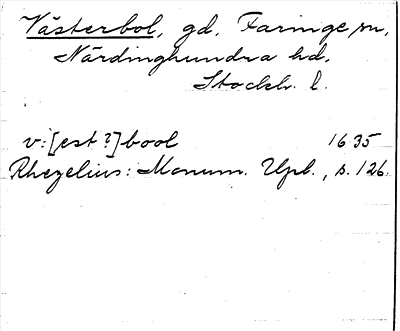 Västerbol, gd, Faringe sn,
Närdinghundra hd,
Stockh. l.
v:[est?]bool 1635
Rhezelius: Monum. Upl., s. 126.